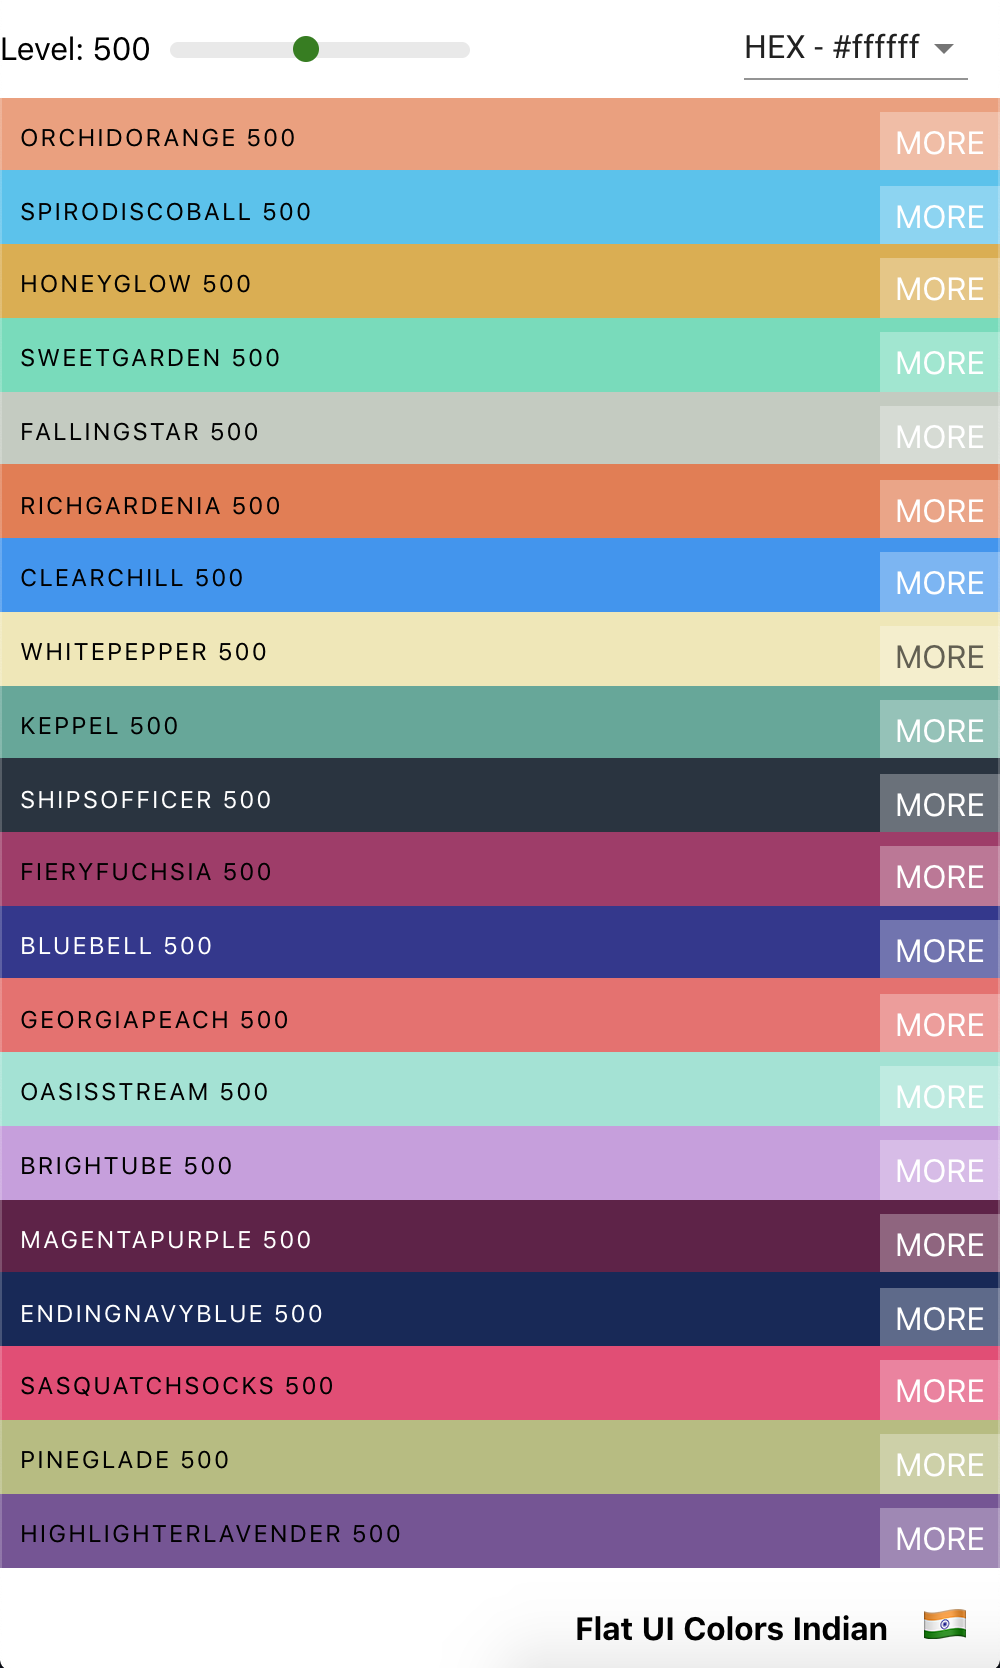 Level: 500
HEX - #ffffff
ORCHIDORANGE 500
MORE
SPIRODISCOBALL 500
MORE
HONEYGLOW 500
MORE
SWEETGARDEN 500
MORE
FALLINGSTAR 500
MORE
RICHGARDENIA 500
MORE
CLEARCHILL 500
MORE
WHITEPEPPER 500
MORE
KEPPEL 500
MORE
SHIPSOFFICER 500
MORE
FIERYFUCHSIA 500
MORE
BLUEBELL 500
MORE
GEORGIAPEACH 500
MORE
OASISSTREAM 500
MORE
BRIGHTUBE 500
MORE
MAGENTAPURPLE 500
MORE
ENDINGNAVYBLUE 500
MORE
SASQUATCHSOCKS 500
MORE
PINEGLADE 500
MORE
HIGHLIGHTERLAVENDER 500
MORE
Flat UI Colors Indian 🇮🇳